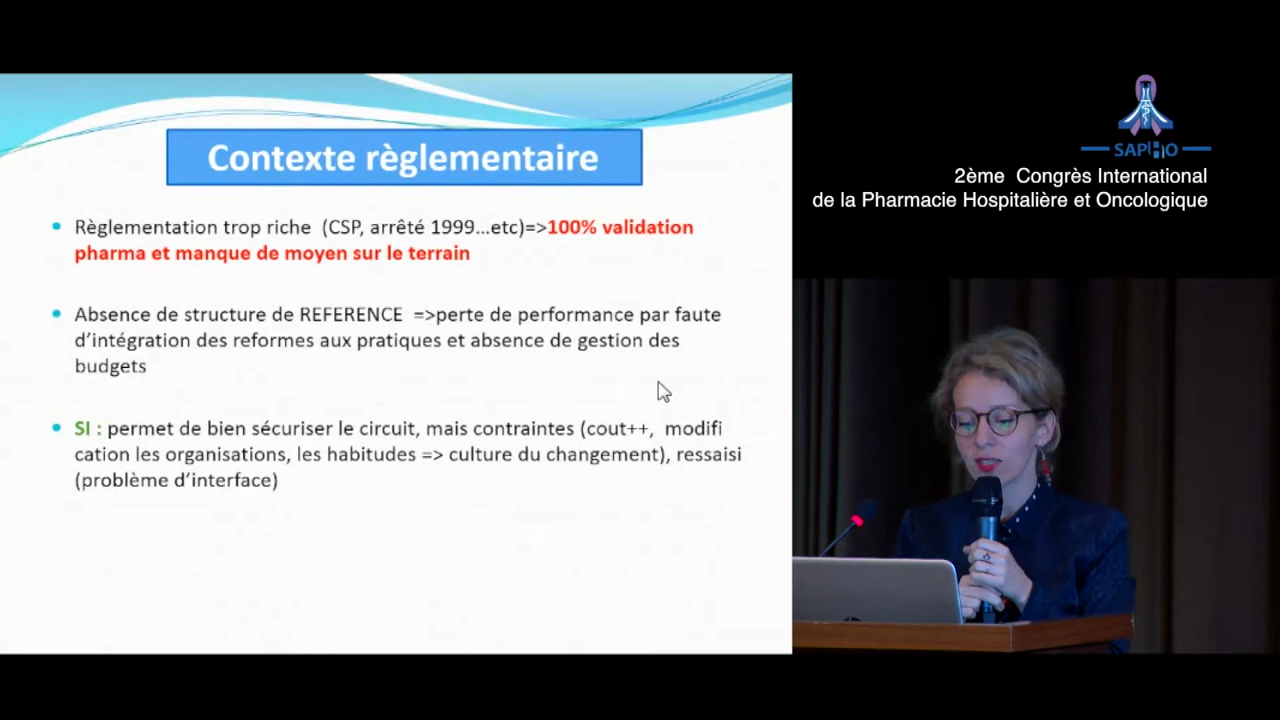 Contexte règlementaire
Règlementation trop riche (CSP, arrêté 1999...etc)=>100% validation
pharma et manque de moyen sur le terrain
Absence de structure de REFERENCE =>perte de performance par faute
d'intégration des reformes aux pratiques et absence de gestion des
budgets
SI : permet de bien sécuriser le circuit, mais contraintes (cout++, modifi
cation les organisations, les habitudes => culture du changement), ressaisi
(problème d'interface)
SAPHO
2ème Congrès International
de la Pharmacie Hospitalière et Oncologique